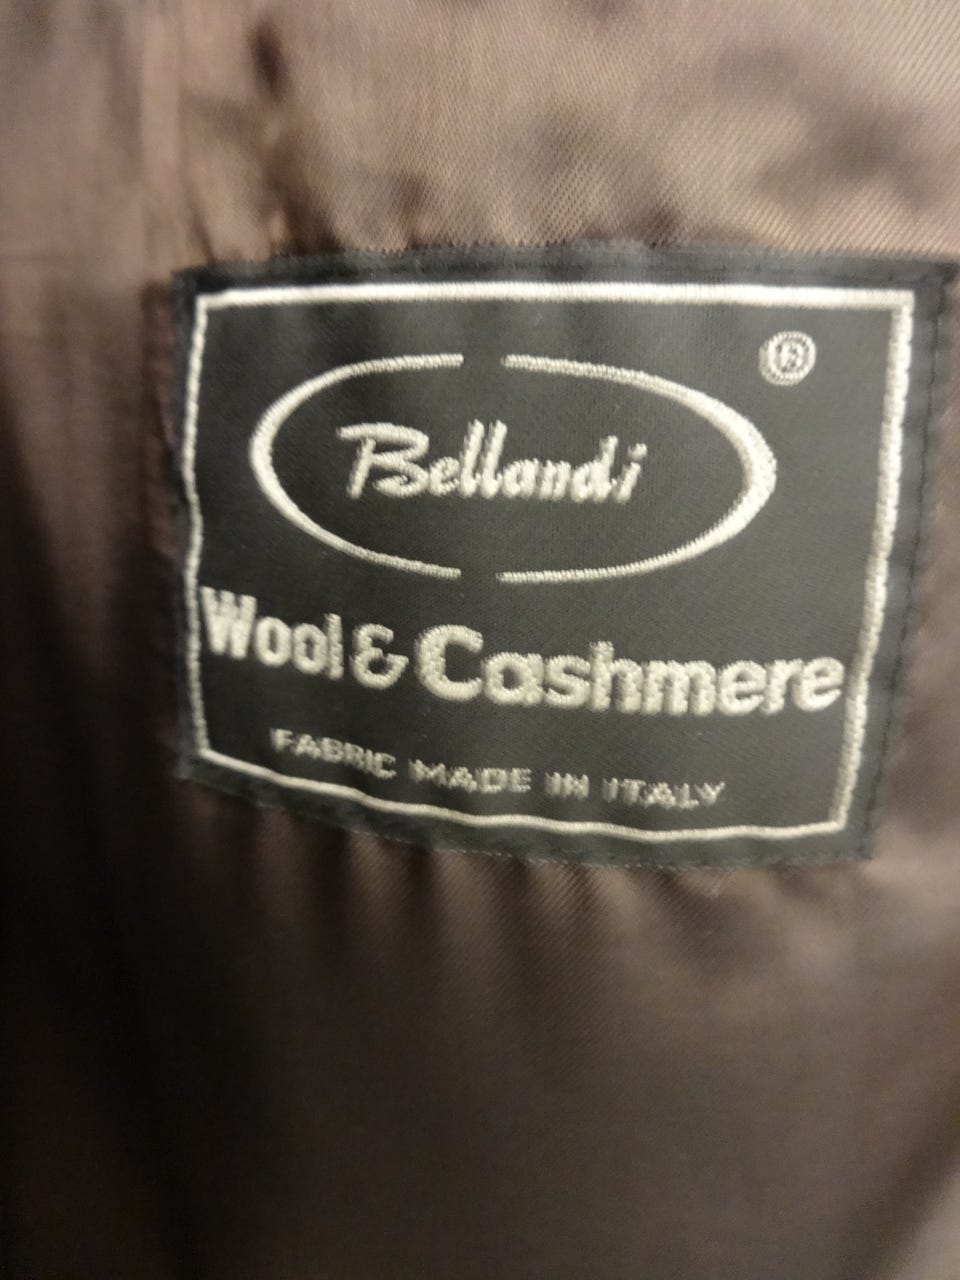 ®
Bellandi
Wool & Cashmere
FABRIC MADE IN ITALY